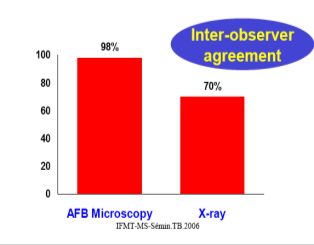 Inter-observer
agreement
98%
70%
100
80
60
40
20
0
AFB Microscopy X-ray
IFMT-MS-Sémin.TB.2006